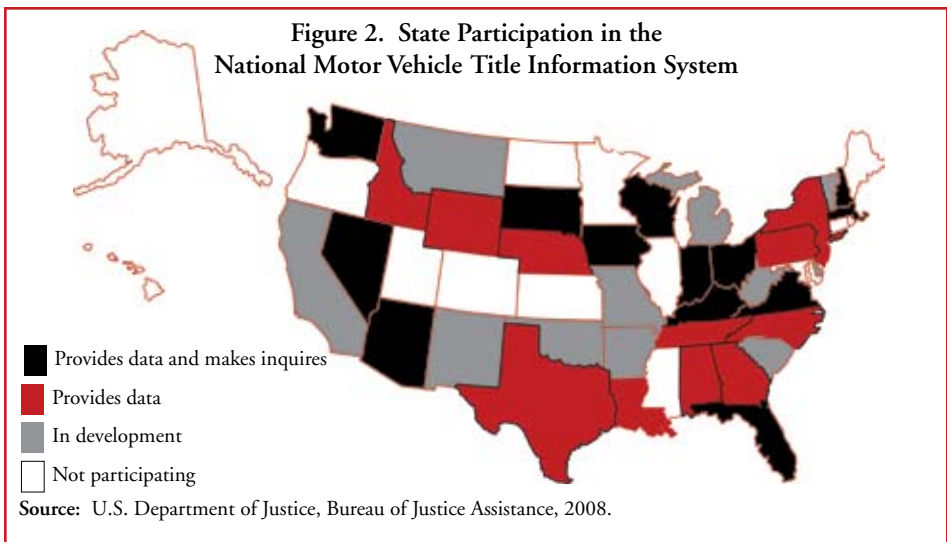 Figure 2. State Participation in the
National Motor Vehicle Title Information System
Provides data and makes inquires
Provides data
In development
Not participating
Source: U.S. Department of Justice, Bureau of Justice Assistance, 2008.